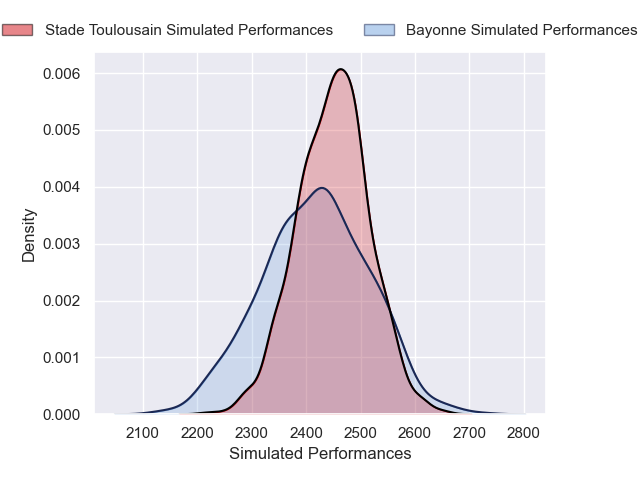 Stade Toulousain Simulated Performances
Bayonne Simulated Performances
0.006
0.005
0.004
0.003
0.002
0.001
0.000
Density
2100 2200 2300 2400 2500 2600 2700 2800
Simulated Performances